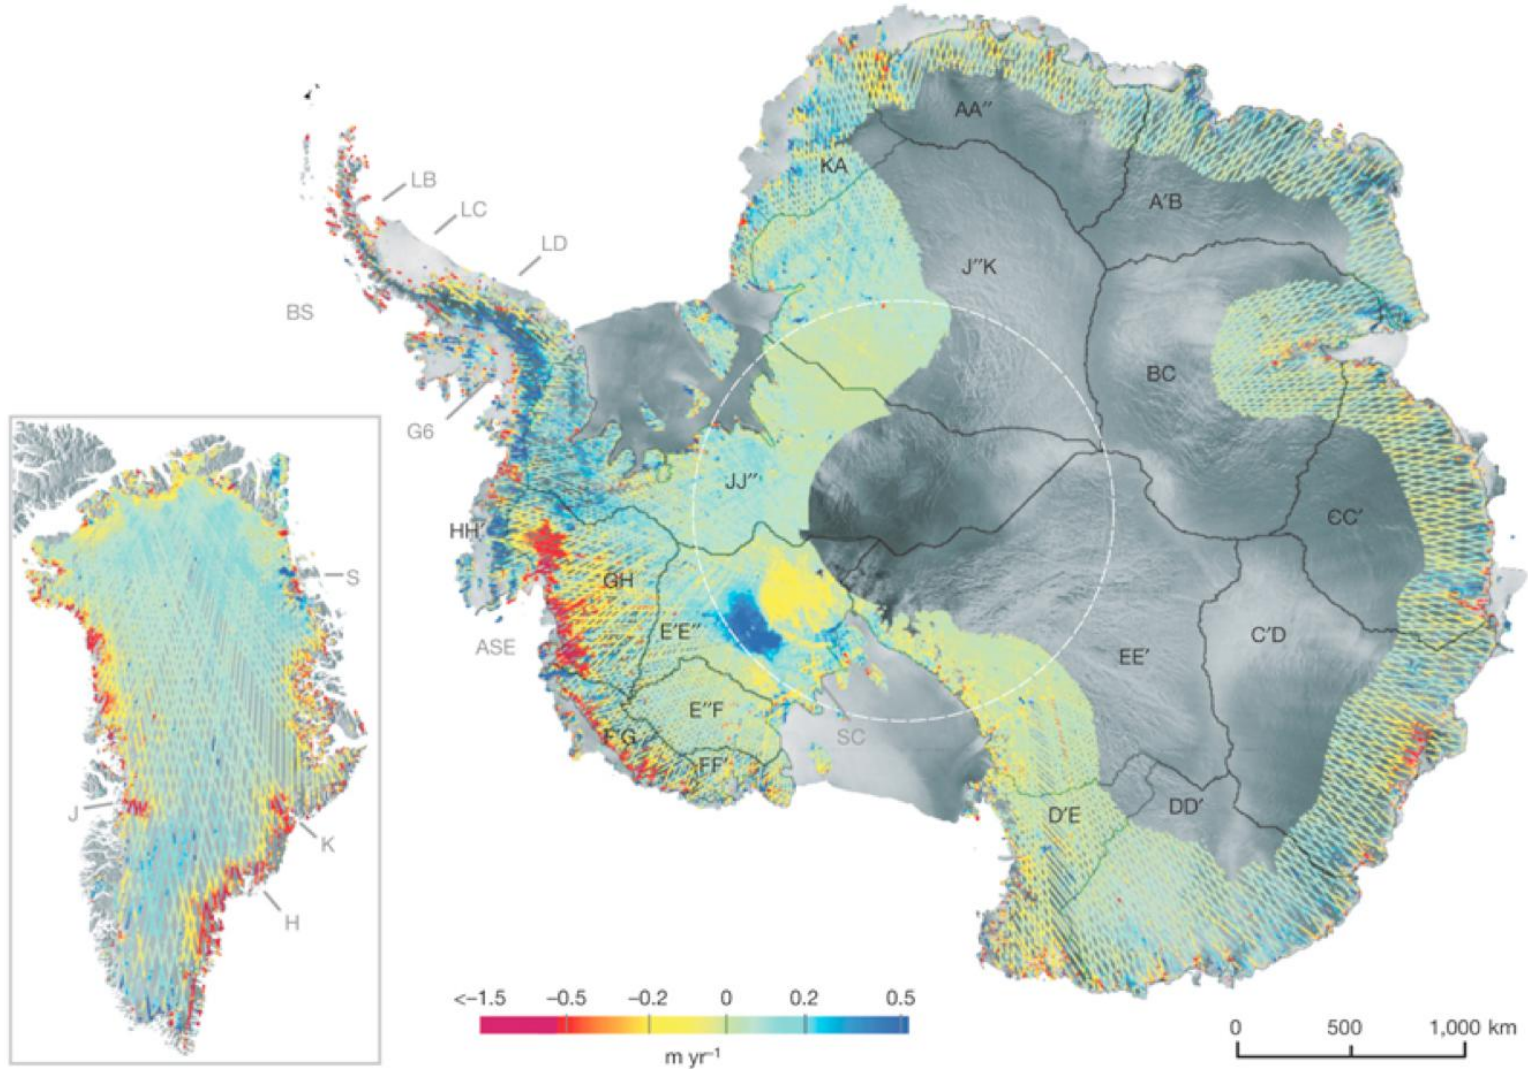 AA″
KA
LB
A′B
LC
LD
J″K
BS
BC
G6
JJ″
CC′
HH′
S
GH
E′E″
C′D
ASE
EE′
E″F
SC
F′G
FF′
J
DD′
D′E
K
H
<–1.5 –0.5 –0.2 0 0.2 0.5
m yr⁻¹
0 500 1,000 km